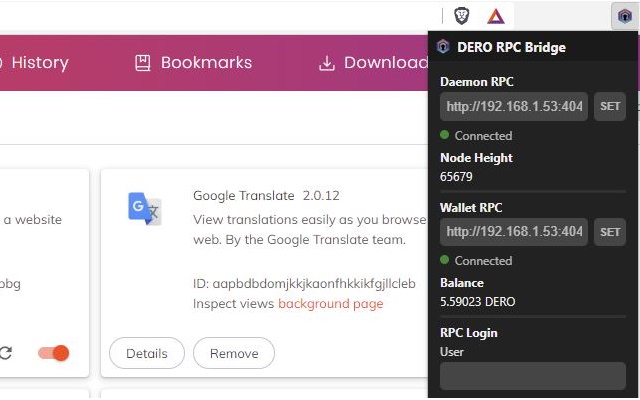 History
Bookmarks
Download
DERO RPC Bridge
Daemon RPC
http://192.168.1.53:404
SET
Connected
Node Height
65679
Wallet RPC
http://192.168.1.53:404
SET
Connected
Balance
5.59023 DERO
RPC Login
User
a website
bg
Google Translate 2.0.12
View translations easily as you browse
web. By the Google Translate team.
ID: aapbdbdomjkkjkaonfhkkikfgjllcleb
Inspect views background page
Details
Remove